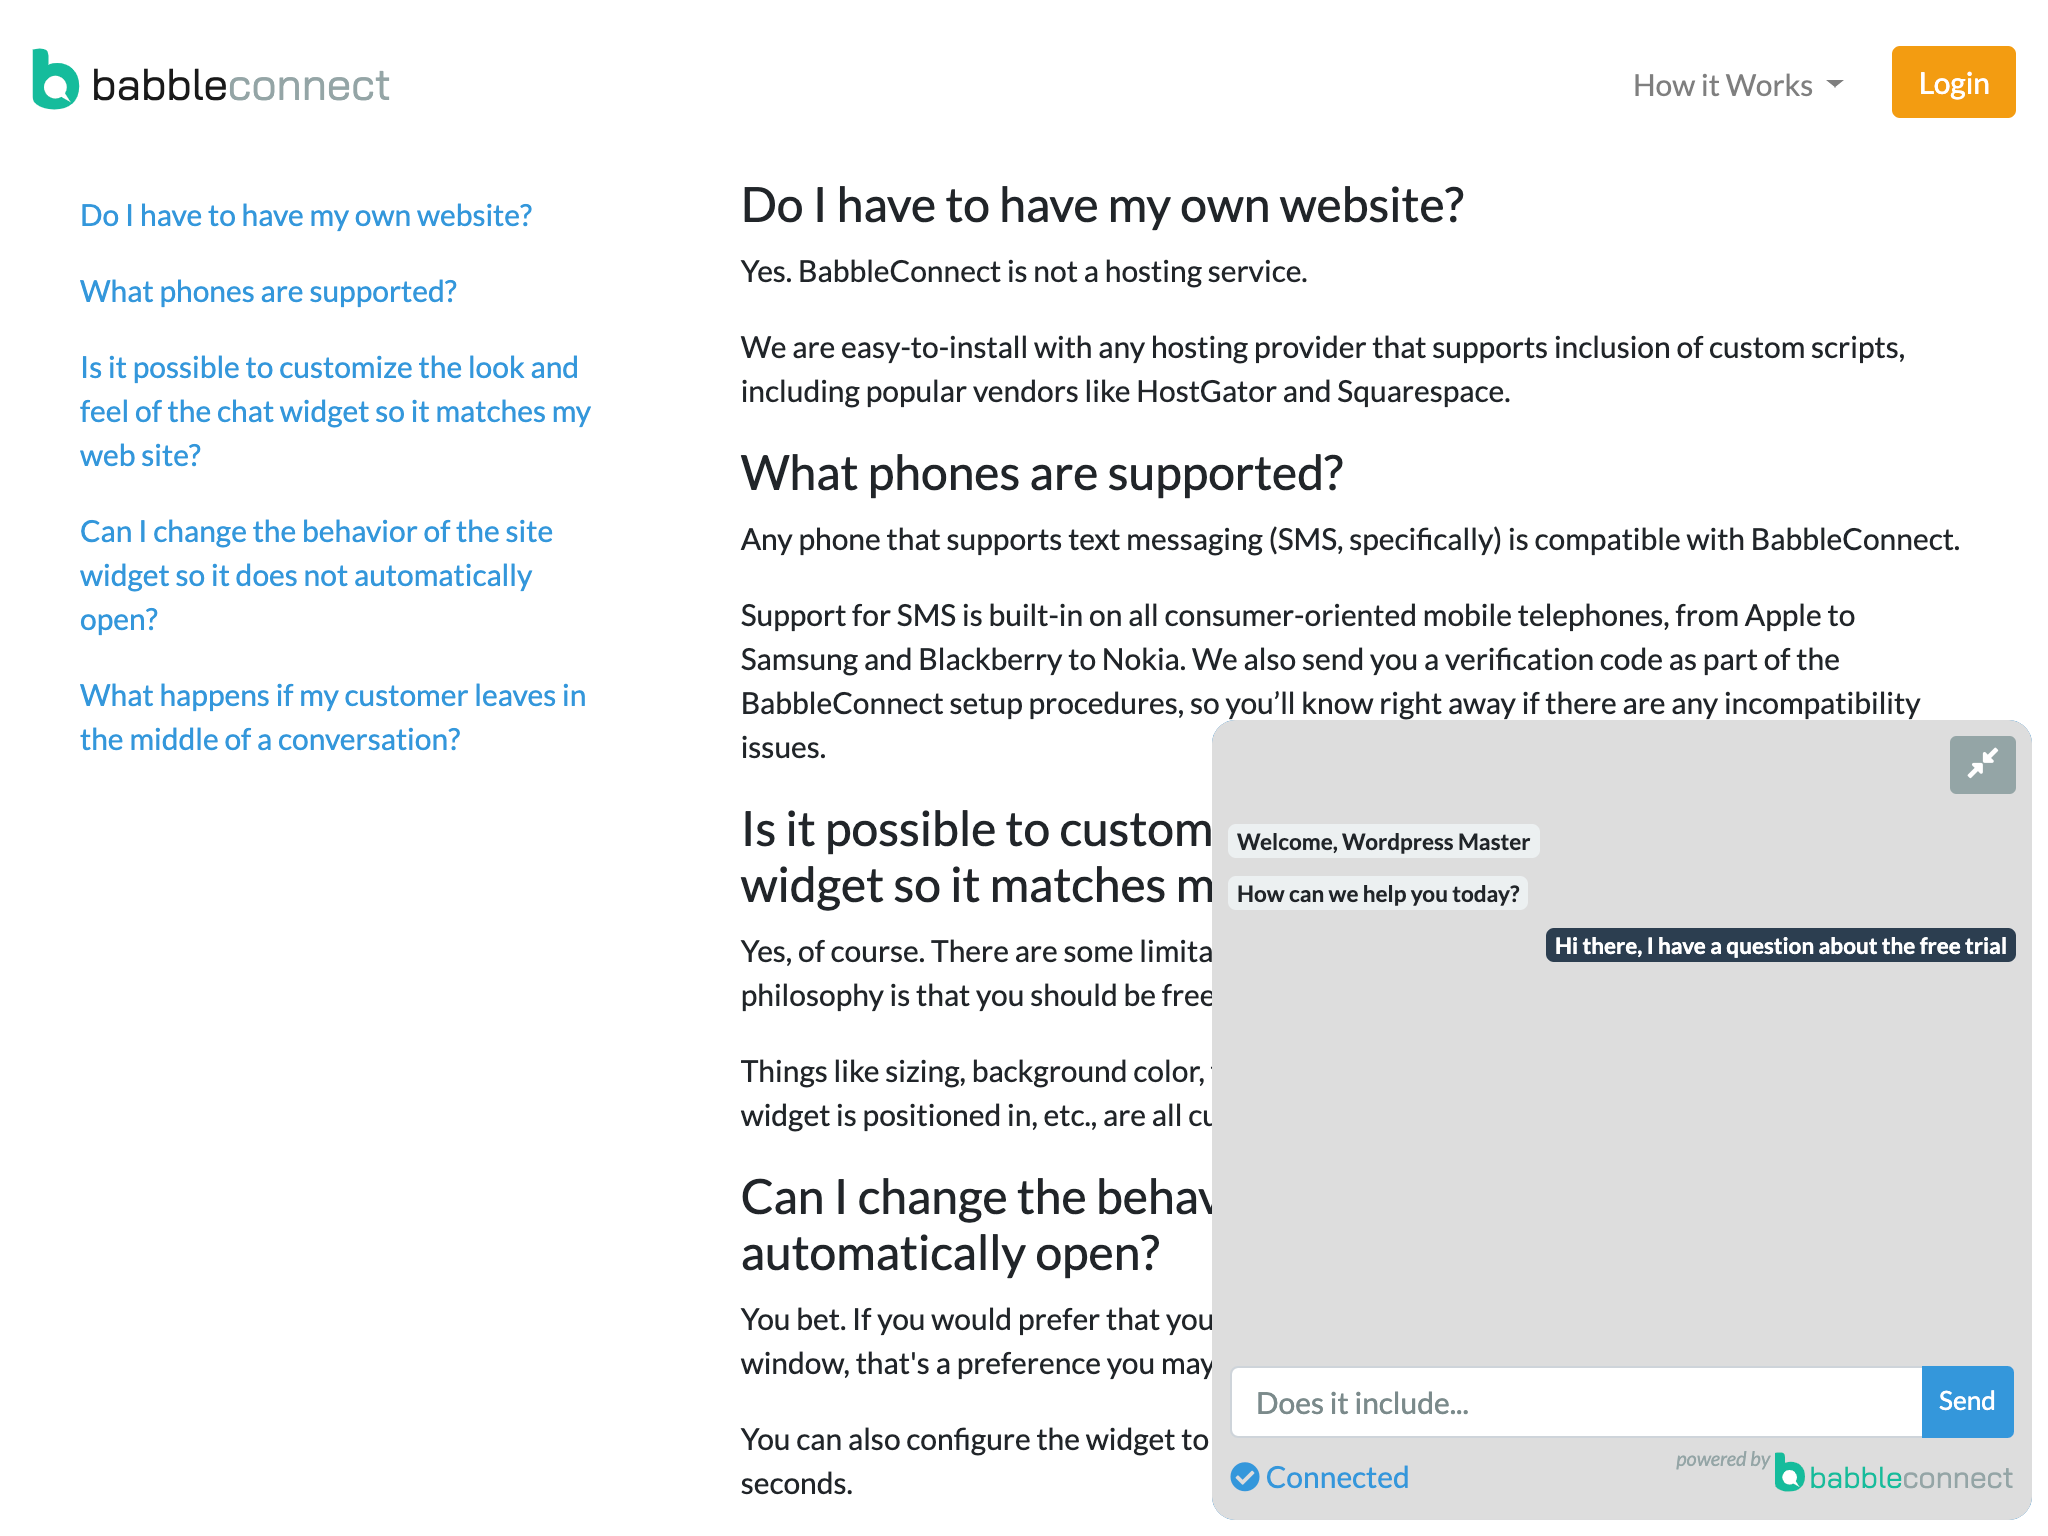 babbleconnect
How it Works
Login
Do I have to have my own website?
What phones are supported?
Is it possible to customize the look and
feel of the chat widget so it matches my
web site?
Can I change the behavior of the site
widget so it does not automatically
open?
What happens if my customer leaves in
the middle of a conversation?
Do I have to have my own website?
Yes. BabbleConnect is not a hosting service.
We are easy-to-install with any hosting provider that supports inclusion of custom scripts,
including popular vendors like HostGator and Squarespace.
What phones are supported?
Any phone that supports text messaging (SMS, specifically) is compatible with BabbleConnect.
Support for SMS is built-in on all consumer-oriented mobile telephones, from Apple to
Samsung and Blackberry to Nokia. We also send you a verification code as part of the
BabbleConnect setup procedures, so you’ll know right away if there are any incompatibility
issues.
Is it possible to custom
widget so it matches m
Yes, of course. There are some limita
philosophy is that you should be free
Things like sizing, background color,
widget is positioned in, etc., are all cu
Can I change the behav
automatically open?
You bet. If you would prefer that you
window, that's a preference you may
You can also configure the widget to
seconds.
Welcome, Wordpress Master
How can we help you today?
Hi there, I have a question about the free trial
Does it include...
Send
Connected
powered by babbleconnect